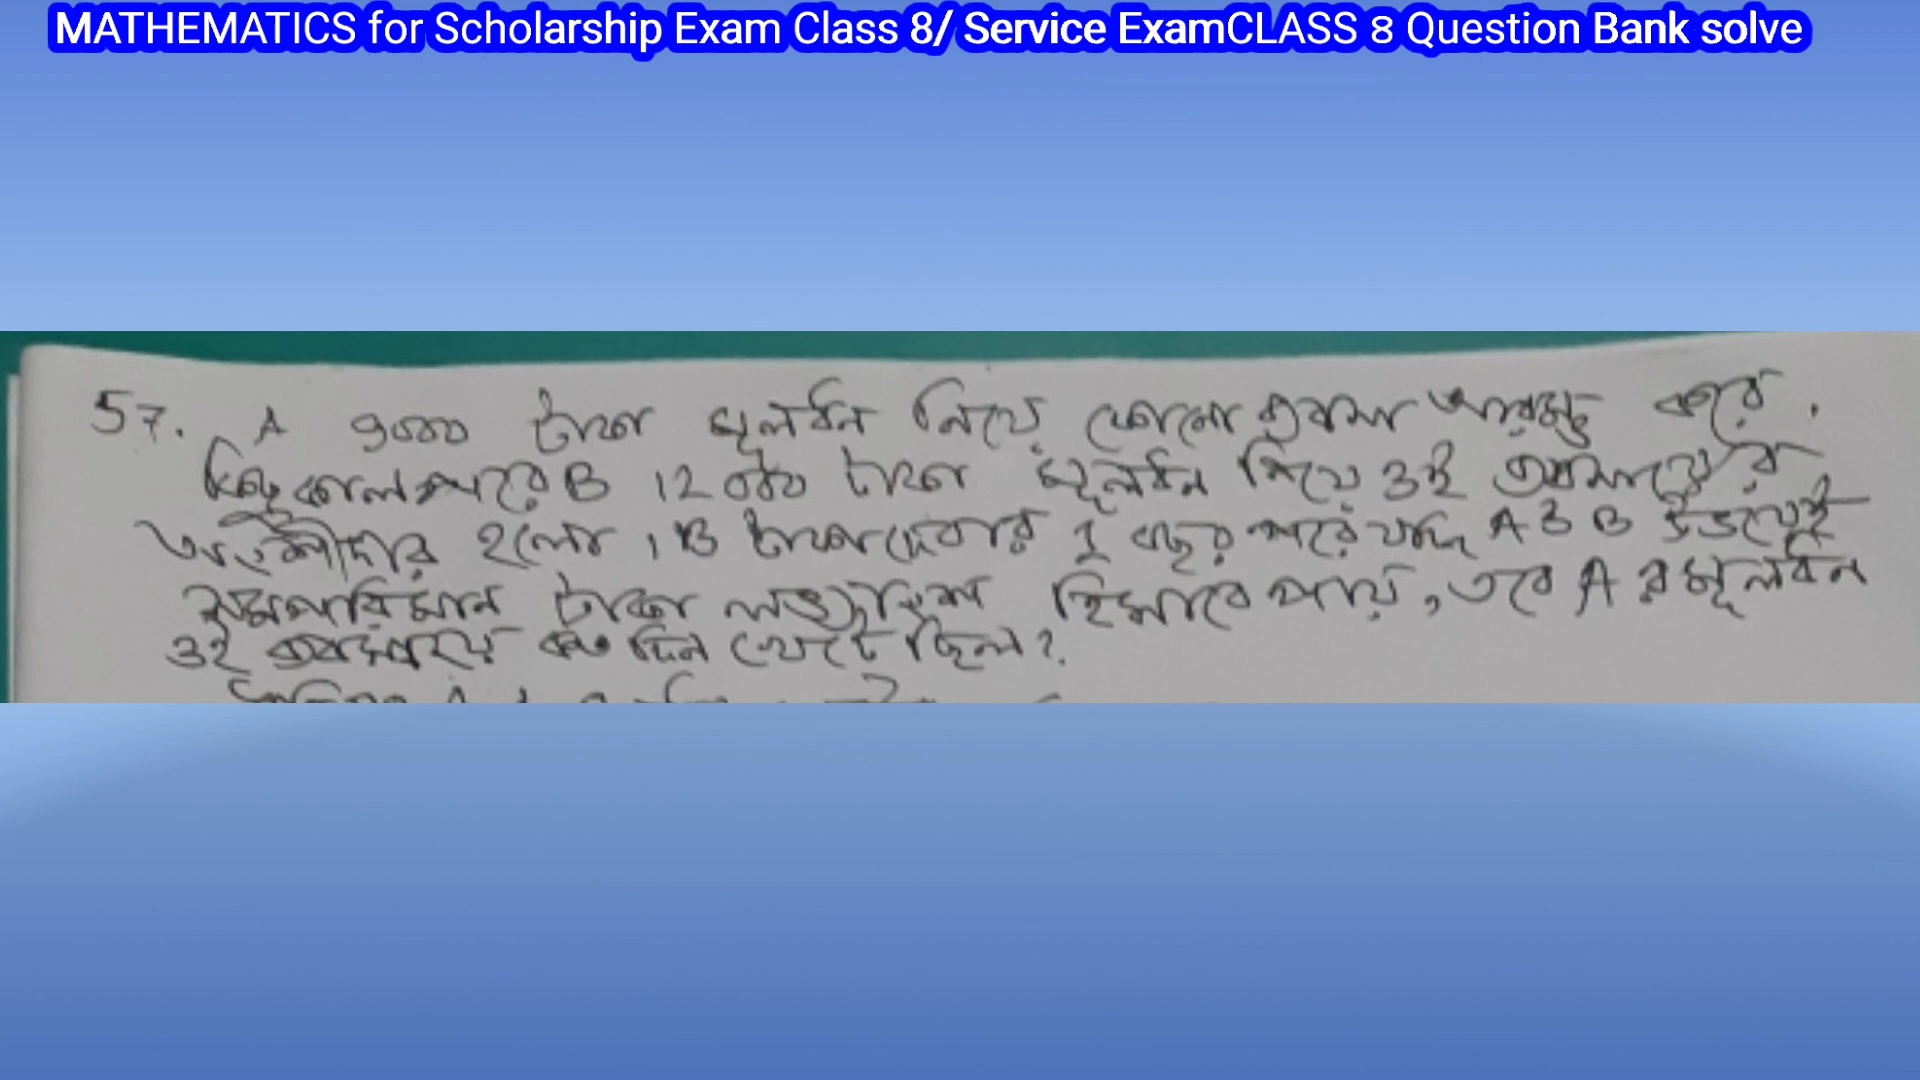 MATHEMATICS for Scholarship Exam Class 8/ Service ExamCLASS 8 Question Bank solve
57. A 9000 টাকা মূলধন নিয়ে কোনো ব্যবসা আরম্ভ করে,
কিছুকাল পরে B 12000 টাকা মূলধন নিয়ে ওই ব্যবসায়ের
অংশীদার হলো। B টাকা দেবার 1 বছর পরে যদি A ও B উভয়েই
সমপরিমান টাকা লভ্যাংশ হিসাবে পায়, তবে A র মূলধন
ওই ব্যবসায় কত দিন খেটেছিল?